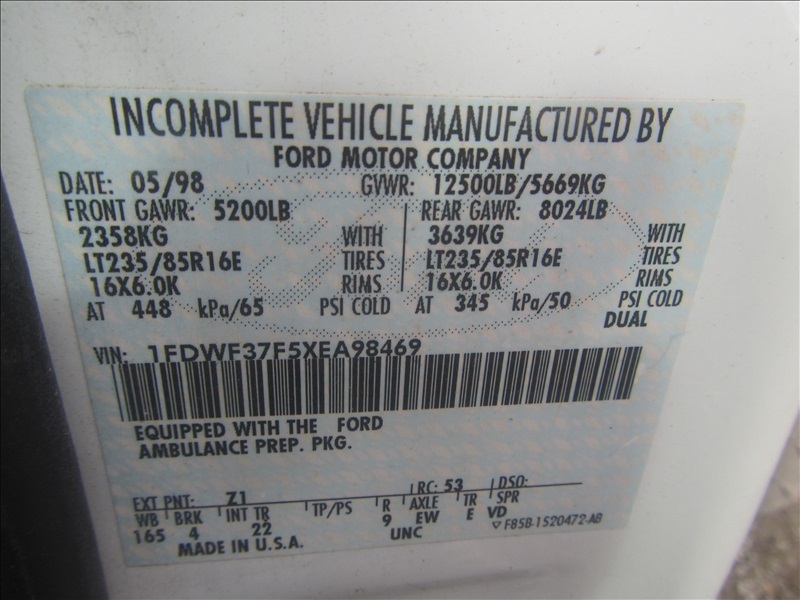 INCOMPLETE VEHICLE MANUFACTURED BY
FORD MOTOR COMPANY
DATE: 05/98 GVWR: 12500LB/5669KG
FRONT GAWR: 5200LB REAR GAWR: 8024LB
2358KG WITH 3639KG WITH
LT235/85R16E TIRES LT235/85R16E TIRES
16X6.0K RIMS 16X6.0K RIMS
AT 448 kPa/65 PSI COLD AT 345 kPa/50 PSI COLD
DUAL
VIN: 1FDWF37F5XEA98469
EQUIPPED WITH THE FORD
AMBULANCE PREP. PKG.
EXT PNT: Z1 RC: 53 DSO:
WB BRK INT TR TP/PS R AXLE TR SPR
165 4 22 9 EW E VD
UNC
MADE IN U.S.A. F85B-1520472-AB